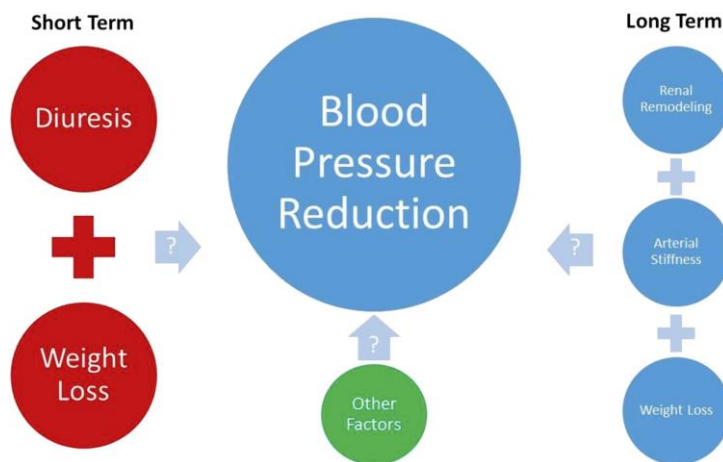 Short Term
Diuresis
Weight
Loss
?
Blood
Pressure
Reduction
?
Other
Factors
?
Long Term
Renal
Remodeling
Arterial
Stiffness
Weight Loss